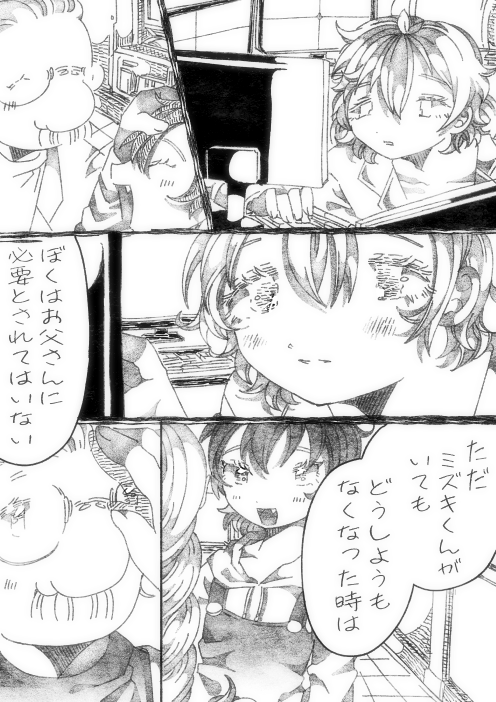 ぼくはお父さんに
必要とされてはいない
ただ
ミズキくんが
いても
どうしようも
なくなった時は